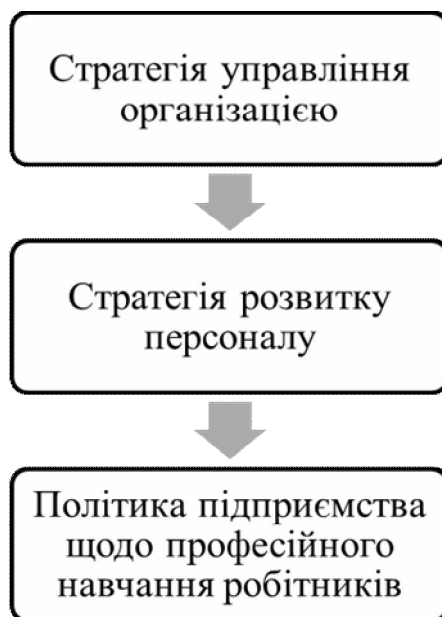 Стратегія управління
організацією
Стратегія розвитку
персоналу
Політика підприємства
щодо професійного
навчання робітників